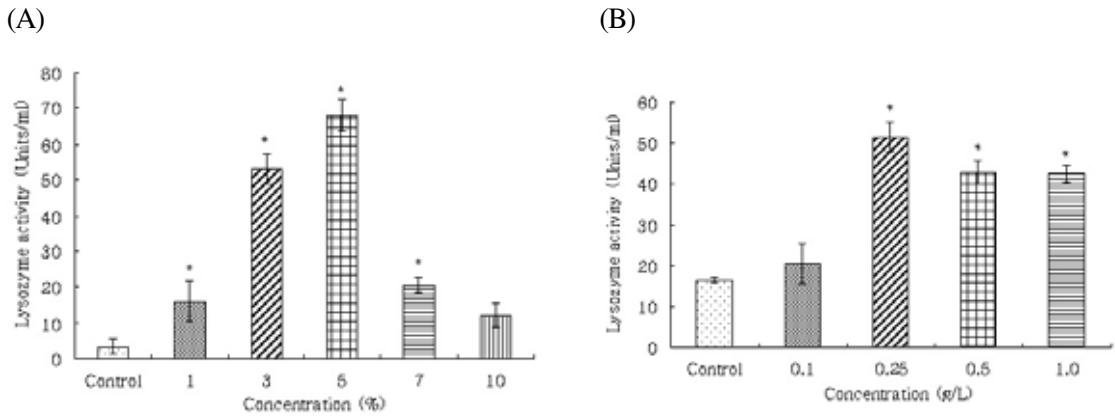 (A)
(B)
Lysozyme activity (Units/ml)
80
70
60
50
40
30
20
10
0
*
*
*
*
Control 1 3 5 7 10
Concentration (%)
Lysozyme activity (Units/ml)
60
50
40
30
20
10
0
*
*
*
Control 0.1 0.25 0.5 1.0
Concentration (g/L)